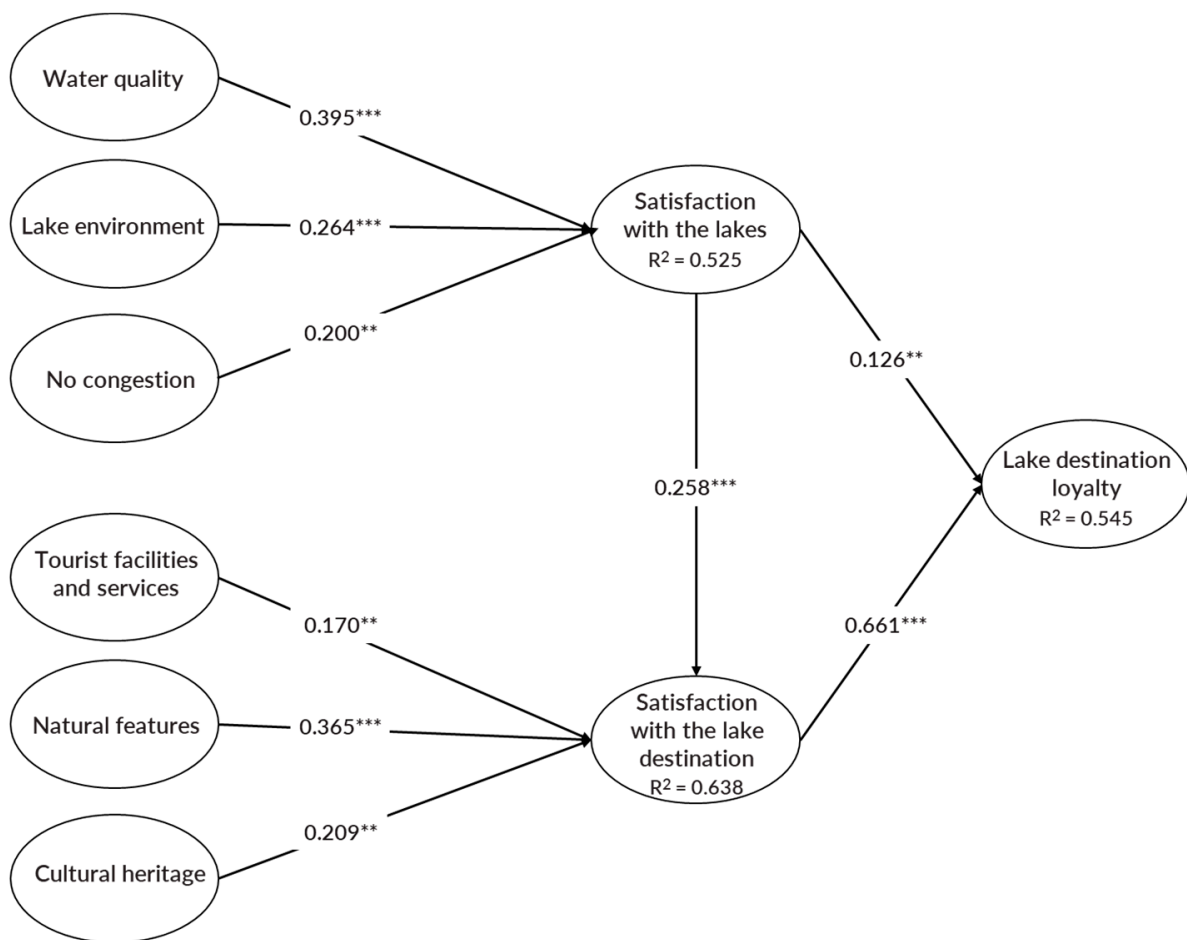 Water quality
0.395***
Lake environment
0.264***
No congestion
0.200**
Satisfaction
with the lakes
R² = 0.525
0.126**
0.258***
Lake destination
loyalty
R² = 0.545
Tourist facilities
and services
0.170**
Natural features
0.365***
Cultural heritage
0.209**
Satisfaction
with the lake
destination
R² = 0.638
0.661***